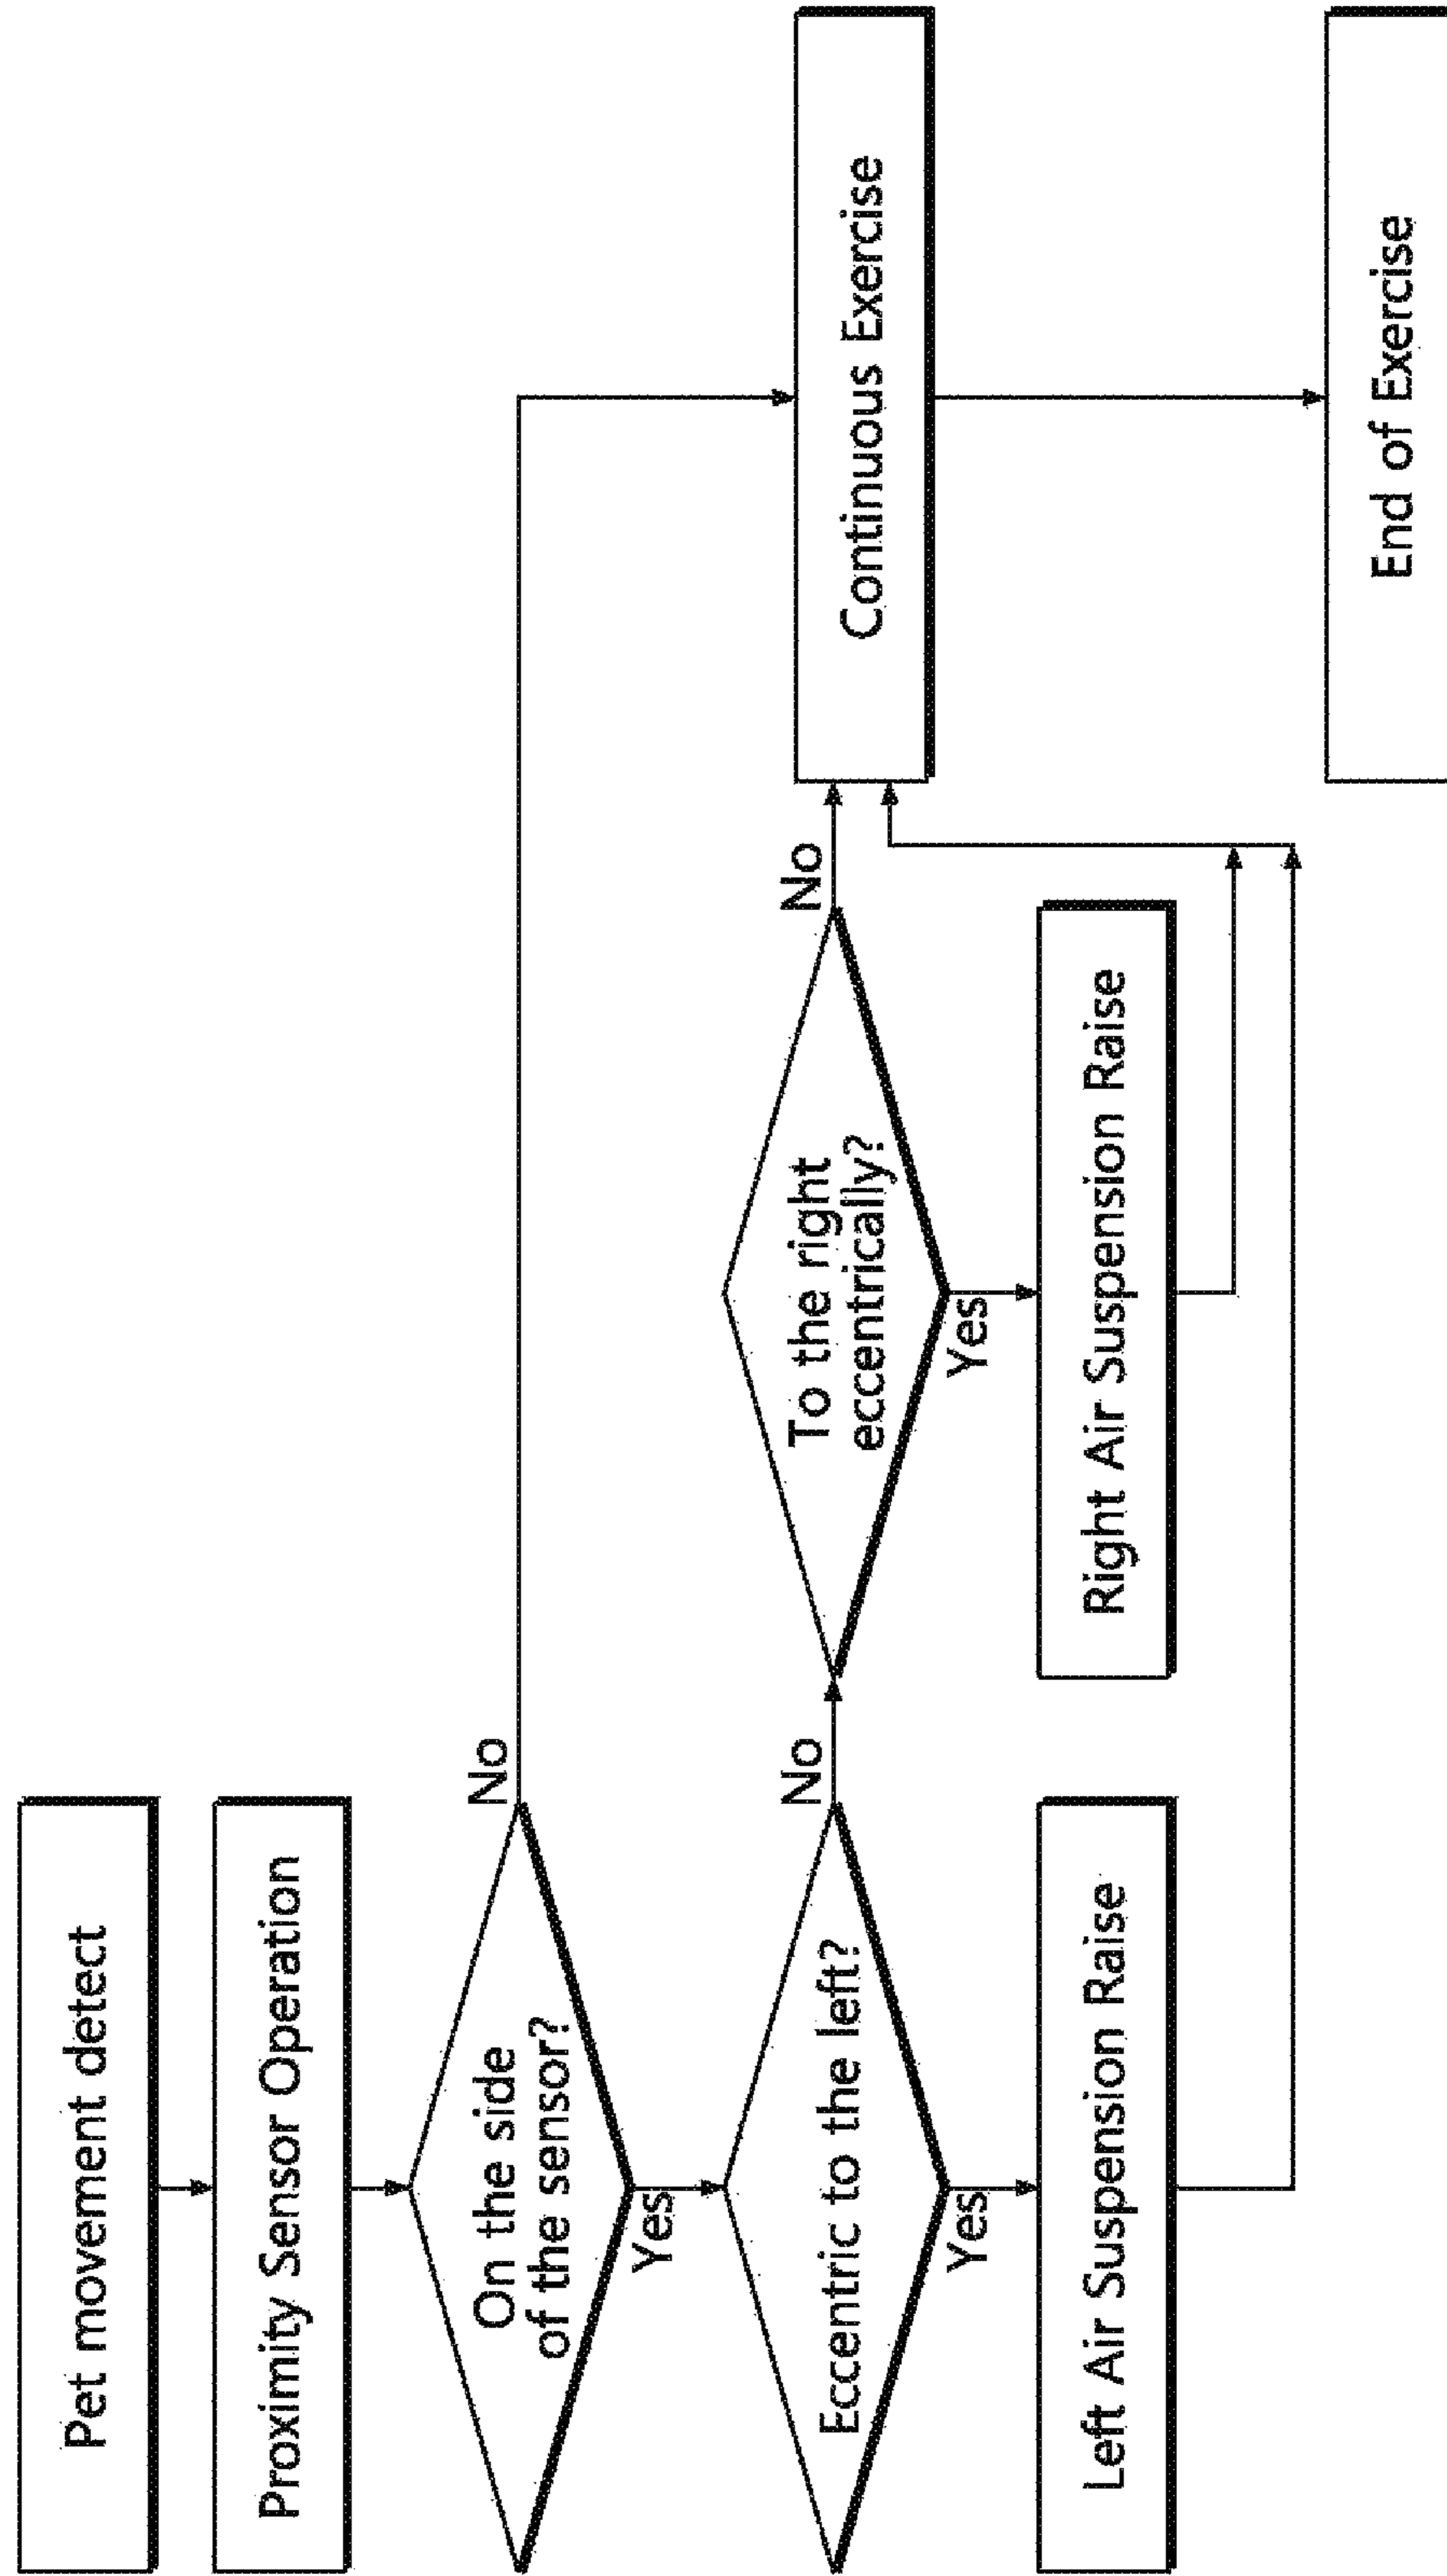 Pet movement detect
Proximity Sensor Operation
On the side
of the sensor?
No
Yes
Eccentric to the left?
No
Yes
To the right
eccentrically?
No
Yes
Continuous Exercise
Left Air Suspension Raise
Right Air Suspension Raise
End of Exercise